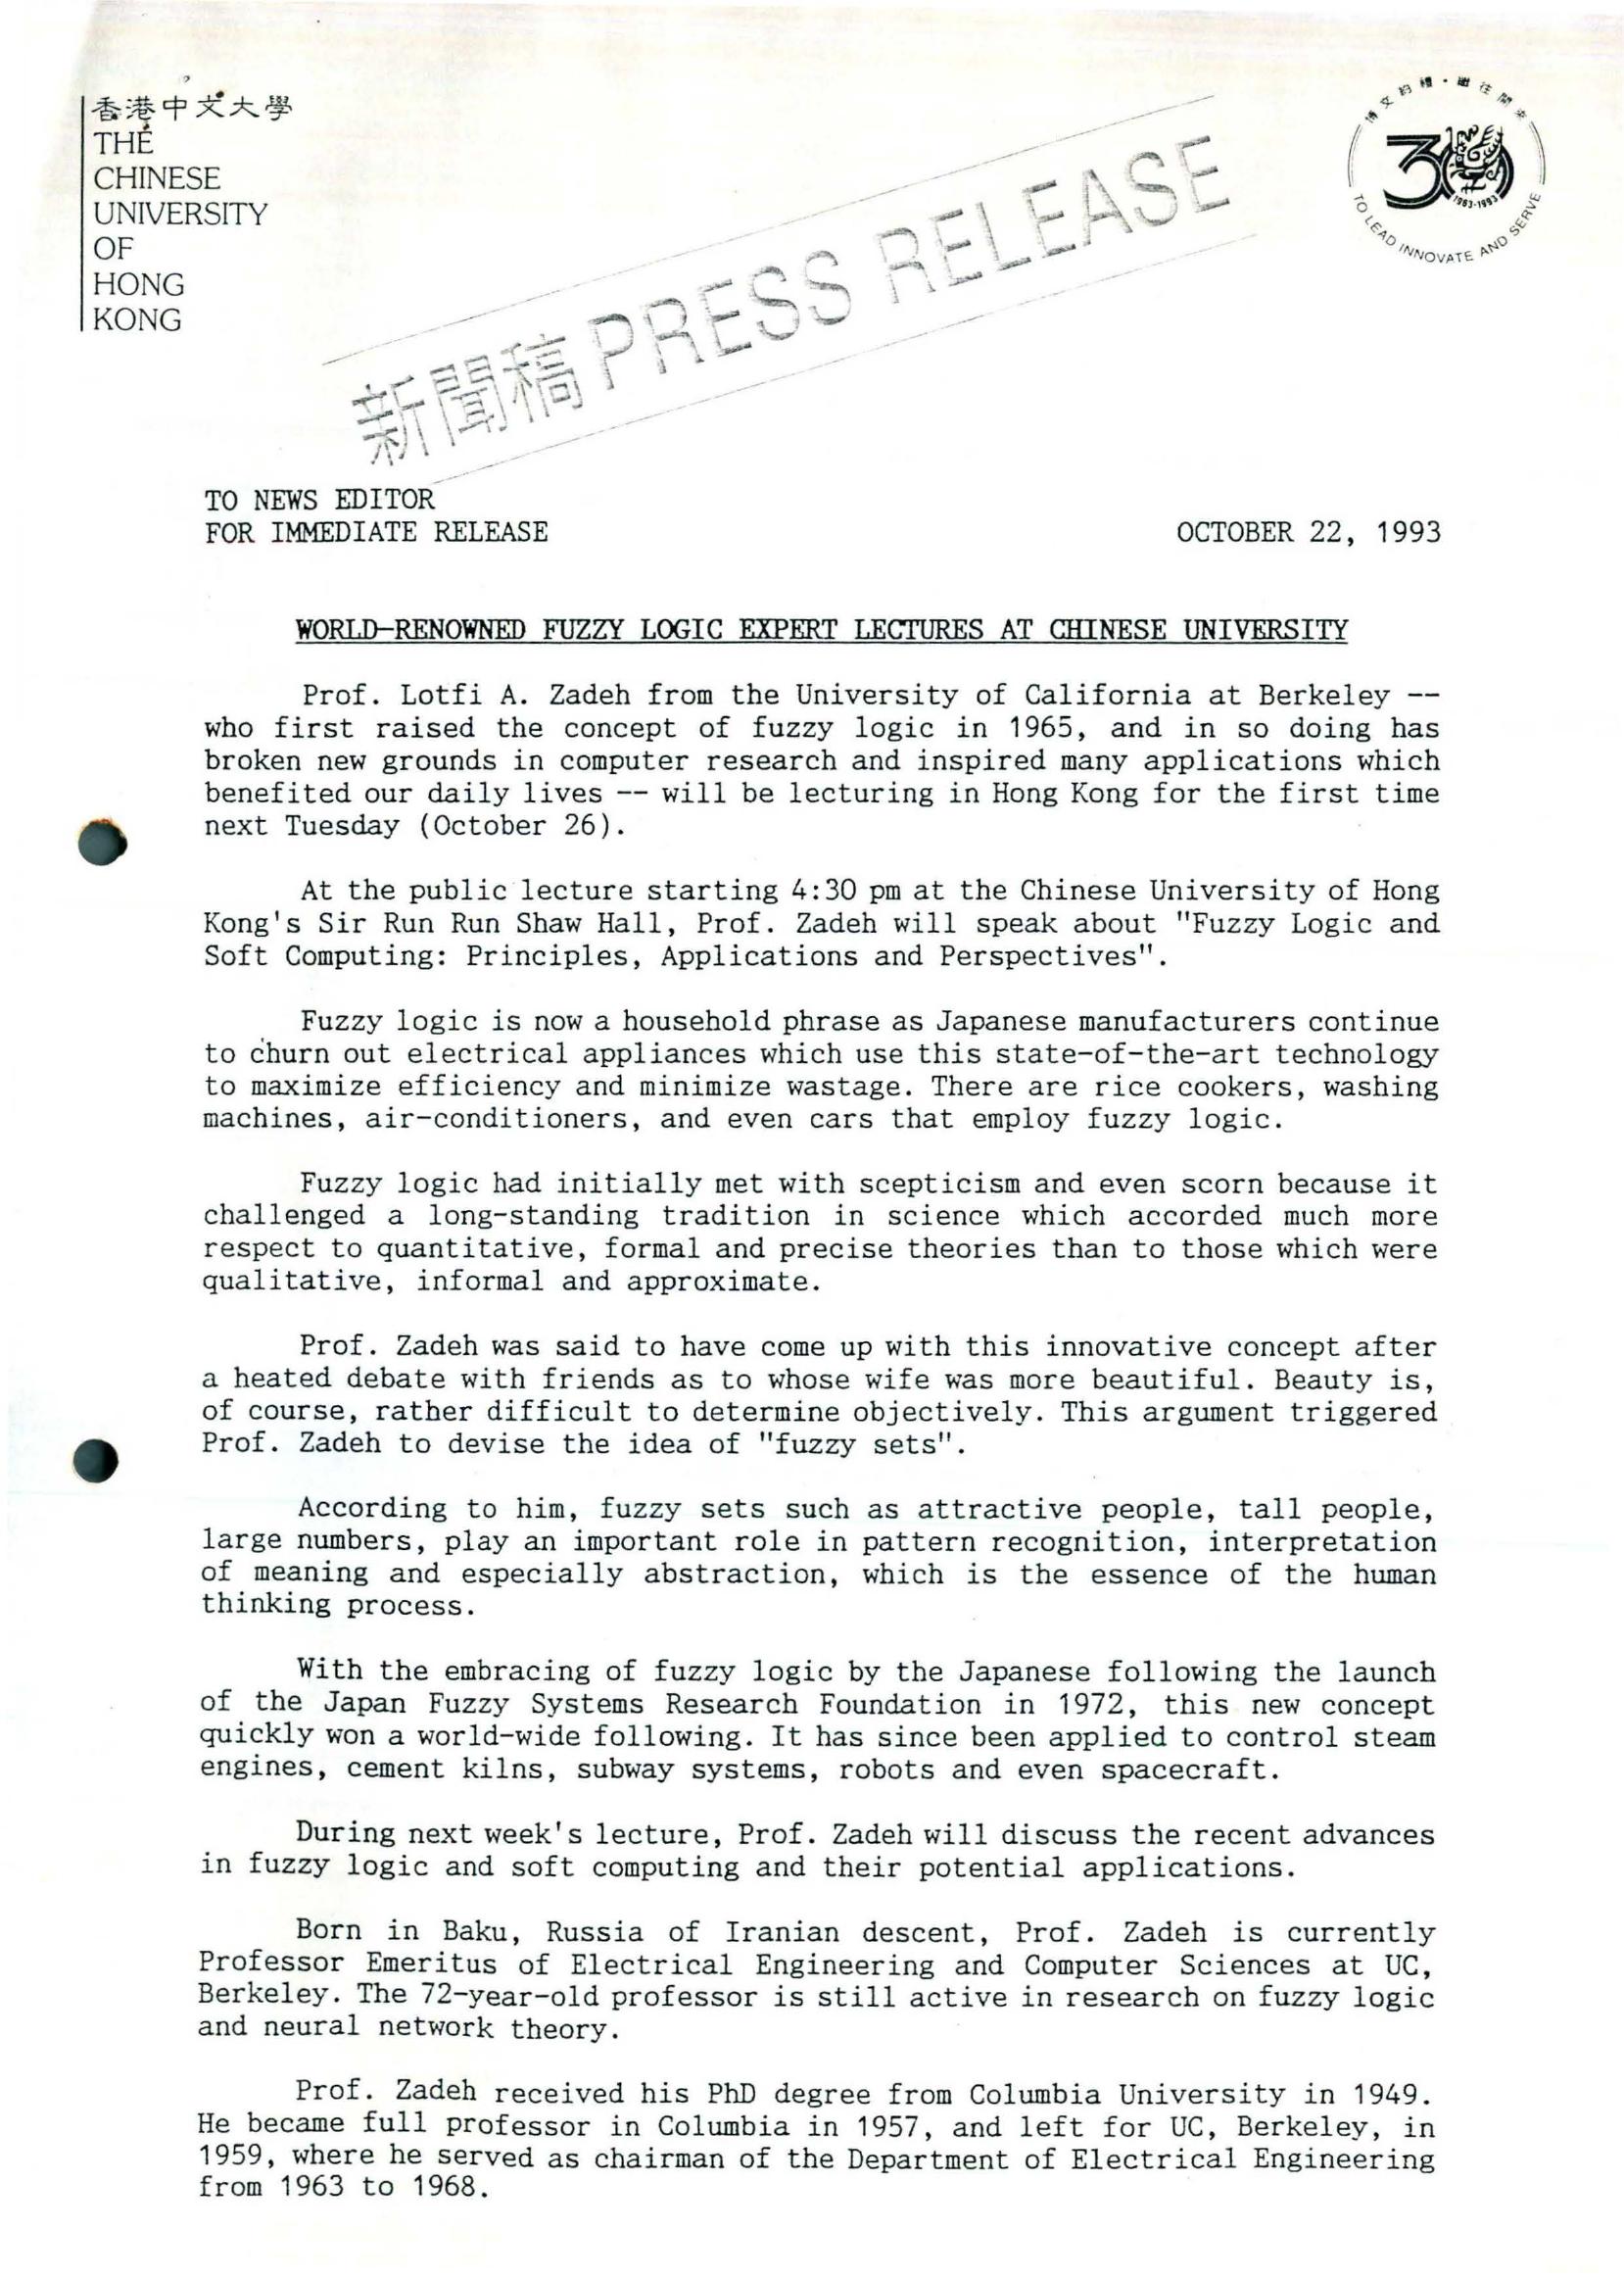 香港中文大學
THE
CHINESE
UNIVERSITY
OF
HONG
KONG
博文約禮·繼往開來
30
1963-1993
TO LEAD INNOVATE AND SERVE
新聞稿 PRESS RELEASE
TO NEWS EDITOR
FOR IMMEDIATE RELEASE OCTOBER 22, 1993
WORLD-RENOWNED FUZZY LOGIC EXPERT LECTURES AT CHINESE UNIVERSITY
Prof. Lotfi A. Zadeh from the University of California at Berkeley --
who first raised the concept of fuzzy logic in 1965, and in so doing has
broken new grounds in computer research and inspired many applications which
benefited our daily lives -- will be lecturing in Hong Kong for the first time
next Tuesday (October 26).
At the public lecture starting 4:30 pm at the Chinese University of Hong
Kong's Sir Run Run Shaw Hall, Prof. Zadeh will speak about "Fuzzy Logic and
Soft Computing: Principles, Applications and Perspectives".
Fuzzy logic is now a household phrase as Japanese manufacturers continue
to churn out electrical appliances which use this state-of-the-art technology
to maximize efficiency and minimize wastage. There are rice cookers, washing
machines, air-conditioners, and even cars that employ fuzzy logic.
Fuzzy logic had initially met with scepticism and even scorn because it
challenged a long-standing tradition in science which accorded much more
respect to quantitative, formal and precise theories than to those which were
qualitative, informal and approximate.
Prof. Zadeh was said to have come up with this innovative concept after
a heated debate with friends as to whose wife was more beautiful. Beauty is,
of course, rather difficult to determine objectively. This argument triggered
Prof. Zadeh to devise the idea of "fuzzy sets".
According to him, fuzzy sets such as attractive people, tall people,
large numbers, play an important role in pattern recognition, interpretation
of meaning and especially abstraction, which is the essence of the human
thinking process.
With the embracing of fuzzy logic by the Japanese following the launch
of the Japan Fuzzy Systems Research Foundation in 1972, this new concept
quickly won a world-wide following. It has since been applied to control steam
engines, cement kilns, subway systems, robots and even spacecraft.
During next week's lecture, Prof. Zadeh will discuss the recent advances
in fuzzy logic and soft computing and their potential applications.
Born in Baku, Russia of Iranian descent, Prof. Zadeh is currently
Professor Emeritus of Electrical Engineering and Computer Sciences at UC,
Berkeley. The 72-year-old professor is still active in research on fuzzy logic
and neural network theory.
Prof. Zadeh received his PhD degree from Columbia University in 1949.
He became full professor in Columbia in 1957, and left for UC, Berkeley, in
1959, where he served as chairman of the Department of Electrical Engineering
from 1963 to 1968.